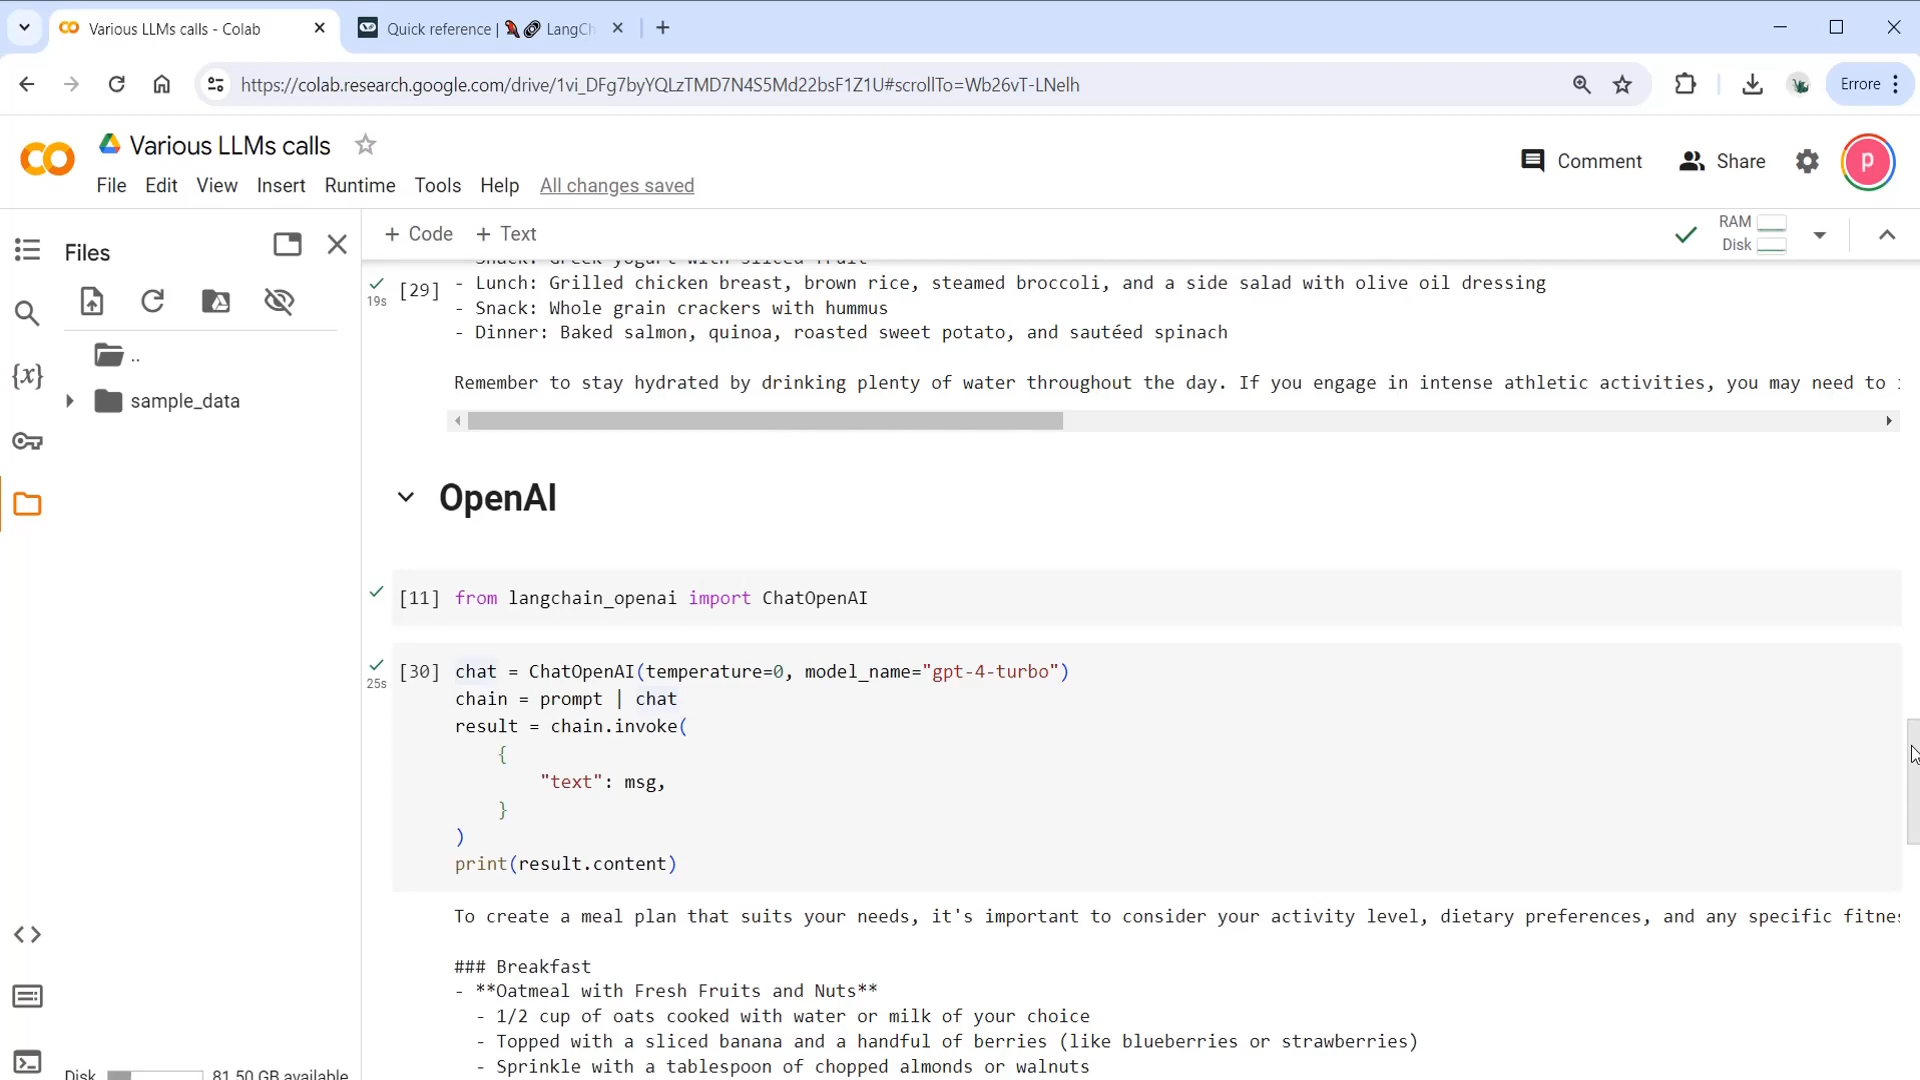 Various LLMs calls - Colab
Quick reference | LangCh
https://colab.research.google.com/drive/1vi_DFg7byYQLzTMD7N4S5Md22bsF1Z1U#scrollTo=Wb26vT-LNelh
Errore
Various LLMs calls
File Edit View Insert Runtime Tools Help All changes saved
Comment
Share
p
Files
+ Code + Text
RAM
Disk
..
sample_data
{x}
Snack: Greek yogurt with sliced fruit
[29] - Lunch: Grilled chicken breast, brown rice, steamed broccoli, and a side salad with olive oil dressing
19s
- Snack: Whole grain crackers with hummus
- Dinner: Baked salmon, quinoa, roasted sweet potato, and sautéed spinach
Remember to stay hydrated by drinking plenty of water throughout the day. If you engage in intense athletic activities, you may need to
OpenAI
[11] from langchain_openai import ChatOpenAI
[30] chat = ChatOpenAI(temperature=0, model_name="gpt-4-turbo")
25s
chain = prompt | chat
result = chain.invoke(
{
"text": msg,
}
)
print(result.content)
To create a meal plan that suits your needs, it's important to consider your activity level, dietary preferences, and any specific fitne
### Breakfast
- **Oatmeal with Fresh Fruits and Nuts**
- 1/2 cup of oats cooked with water or milk of your choice
- Topped with a sliced banana and a handful of berries (like blueberries or strawberries)
- Sprinkle with a tablespoon of chopped almonds or walnuts
Disk 81.50 GB available